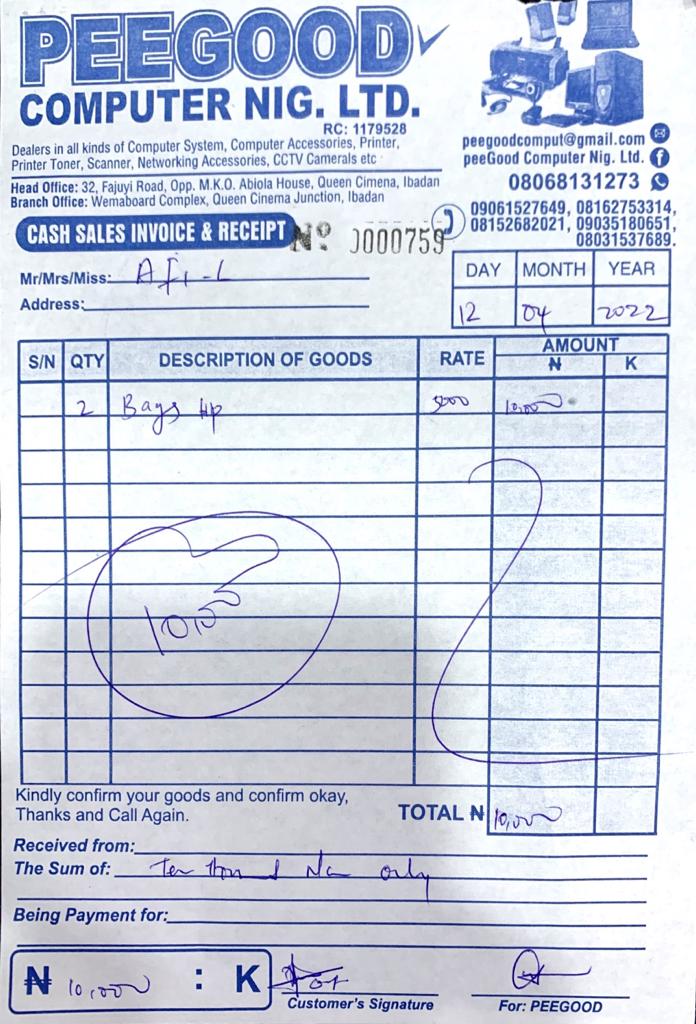 PEEGOOD
COMPUTER NIG. LTD.
RC: 1179528
Dealers in all kinds of Computer System, Computer Accessories, Printer,
Printer Toner, Scanner, Networking Accessories, CCTV Camerals etc
Head Office: 32, Fajuyi Road, Opp. M.K.O. Abiola House, Queen Cimena, Ibadan
Branch Office: Wemaboard Complex, Queen Cinema Junction, Ibadan
peegoodcomput@gmail.com
peeGood Computer Nig. Ltd.
08068131273
09061527649, 08162753314,
08152682021, 09035180651,
08031537689.
CASH SALES INVOICE & RECEIPT Nº 0000759
Mr/Mrs/Miss:
Address:
DAY MONTH YEAR
12 04 2022
S/N QTY DESCRIPTION OF GOODS RATE AMOUNT
₦ K
2 Bags Hp 5000 10,000
10,000
Kindly confirm your goods and confirm okay,
Thanks and Call Again.
TOTAL ₦ 10,000
Received from:
The Sum of: Ten only
Being Payment for:
₦ 10,000 : K
Customer's Signature For: PEEGOOD